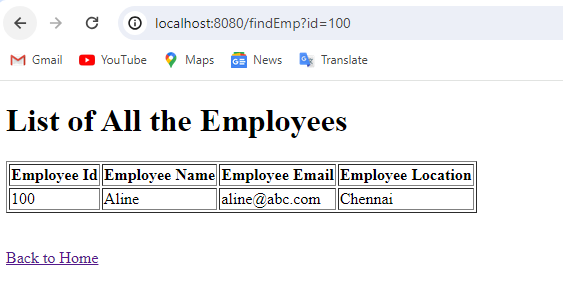 localhost:8080/findEmp?id=100
Gmail YouTube Maps News Translate
List of All the Employees
Employee Id Employee Name Employee Email Employee Location
100 Aline aline@abc.com Chennai
Back to Home